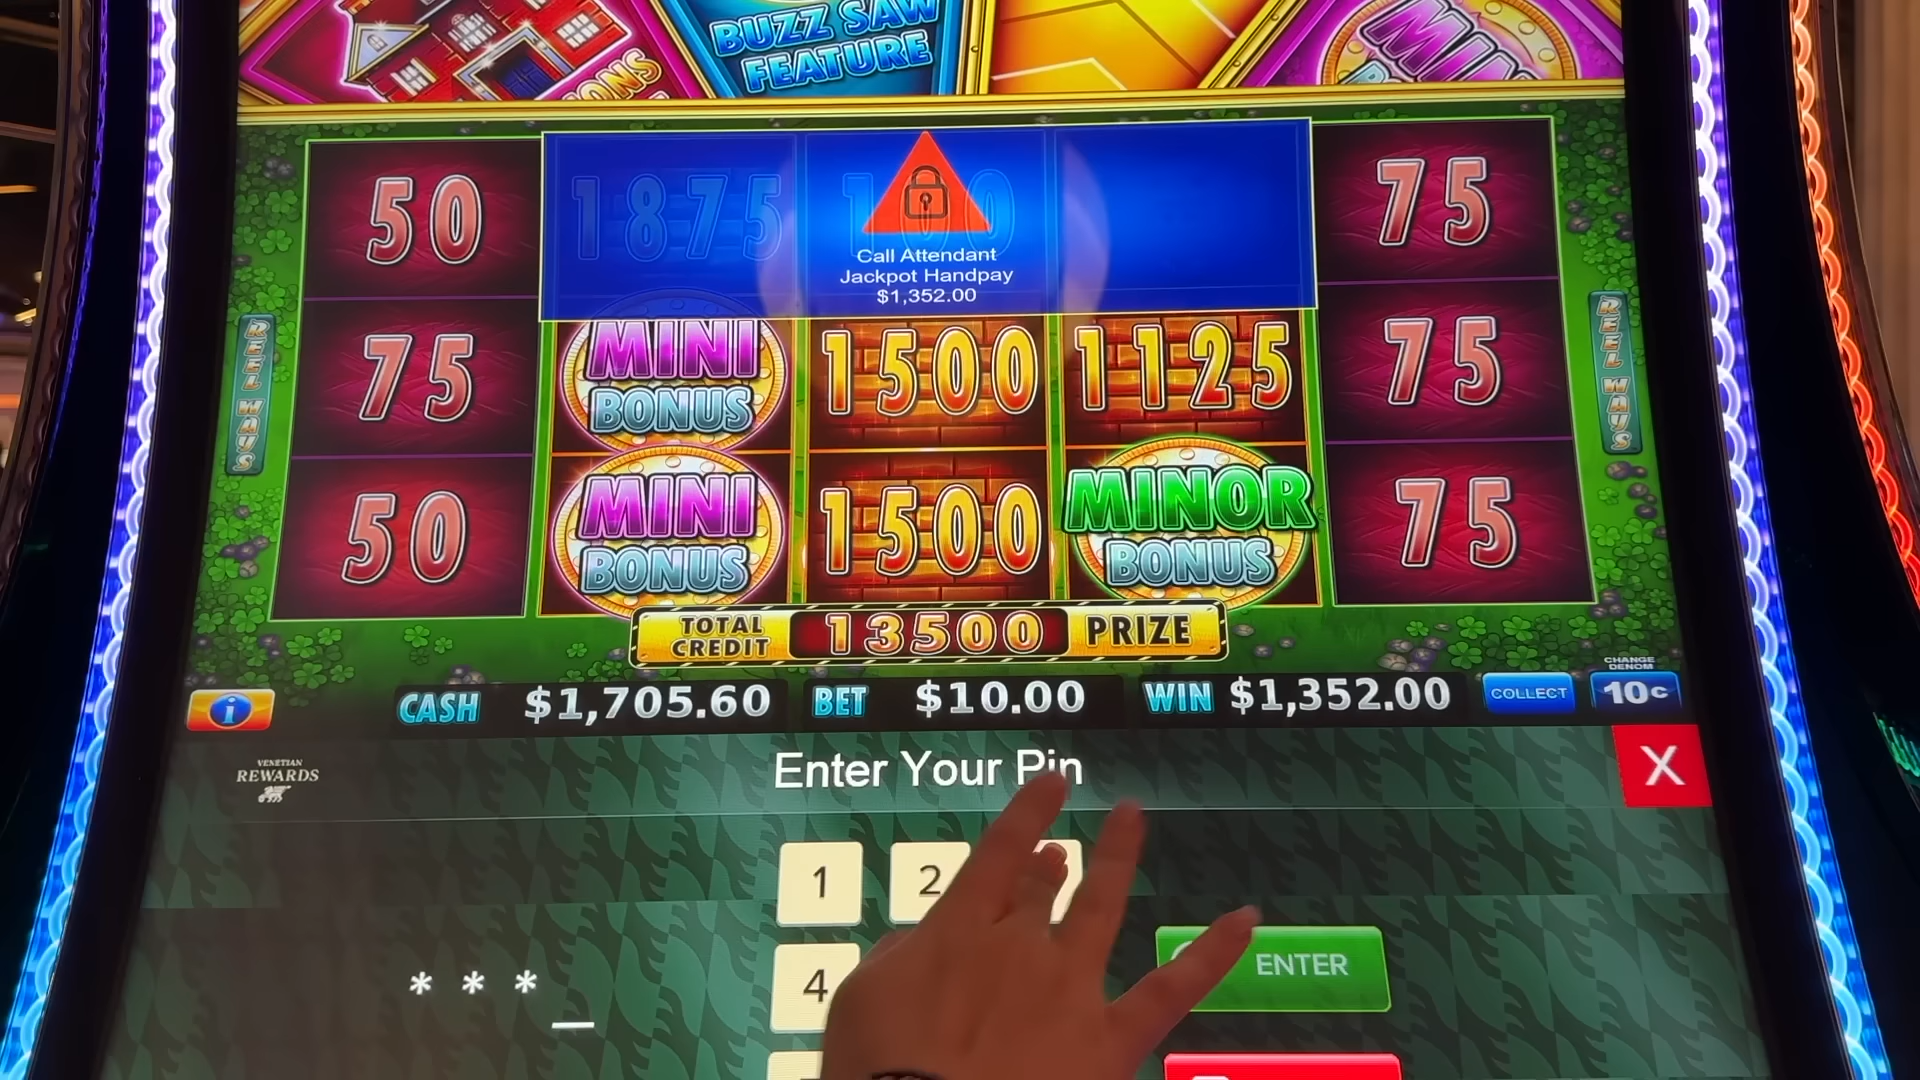 BUZZ SAW
FEATURE
MINI
50
1875
75
Call Attendant
Jackpot Handpay
$1,352.00
REEL WAYS
75
MINI
BONUS
1500
1125
75
REEL WAYS
50
MINI
BONUS
1500
MINOR
BONUS
75
TOTAL
CREDIT
13500
PRIZE
CASH $1,705.60 BET $10.00 WIN $1,352.00
COLLECT
CHANGE
DENOM
10¢
VENETIAN
REWARDS
Enter Your Pin
X
1 2
4
* * * _
ENTER